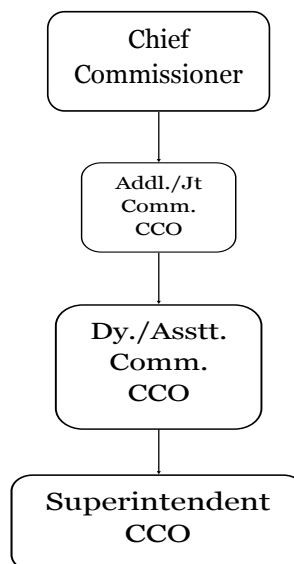 Chief
Commissioner
Addl./Jt
Comm.
CCO
Dy./Asstt.
Comm.
CCO
Superintendent
CCO